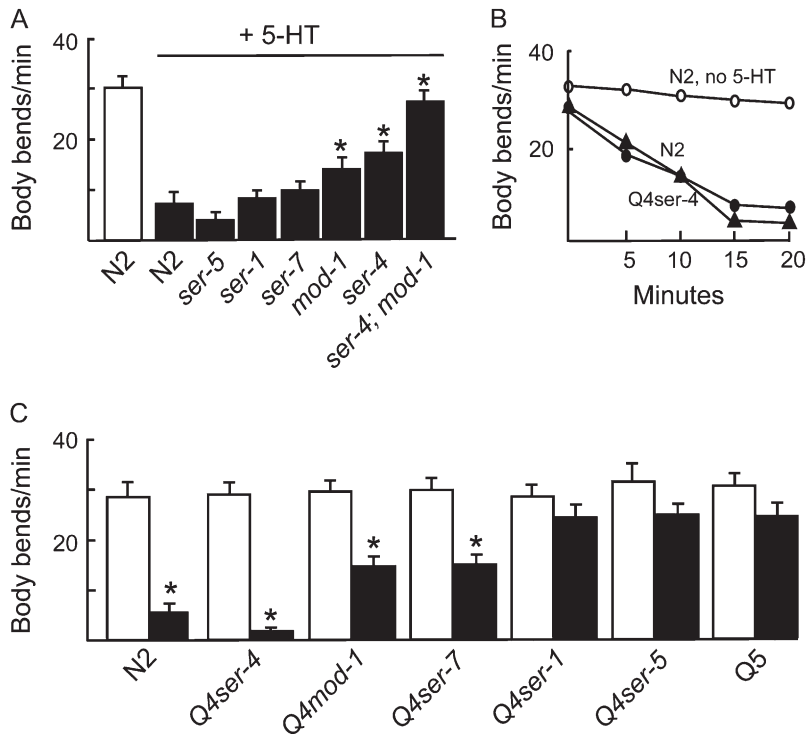 A
+ 5-HT
Body bends/min
40
20
N2
N2
ser-5
ser-1
ser-7
mod-1
ser-4
ser-4; mod-1
* * *
B
Body bends/min
40
20
N2, no 5-HT
N2
Q4ser-4
5 10 15 20
Minutes
C
Body bends/min
40
20
* * * *
N2
Q4ser-4
Q4mod-1
Q4ser-7
Q4ser-1
Q4ser-5
Q5